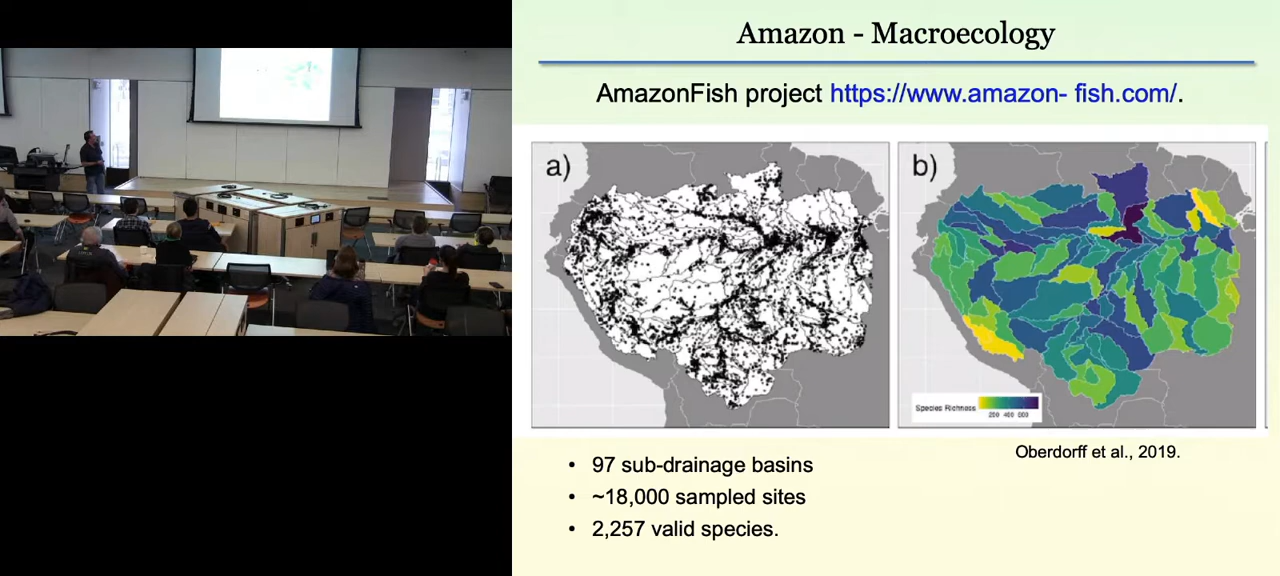 Amazon - Macroecology
AmazonFish project https://www.amazon- fish.com/.
a)
b)
Species Richness
200 400 600
Oberdorff et al., 2019.
• 97 sub-drainage basins
• ~18,000 sampled sites
• 2,257 valid species.